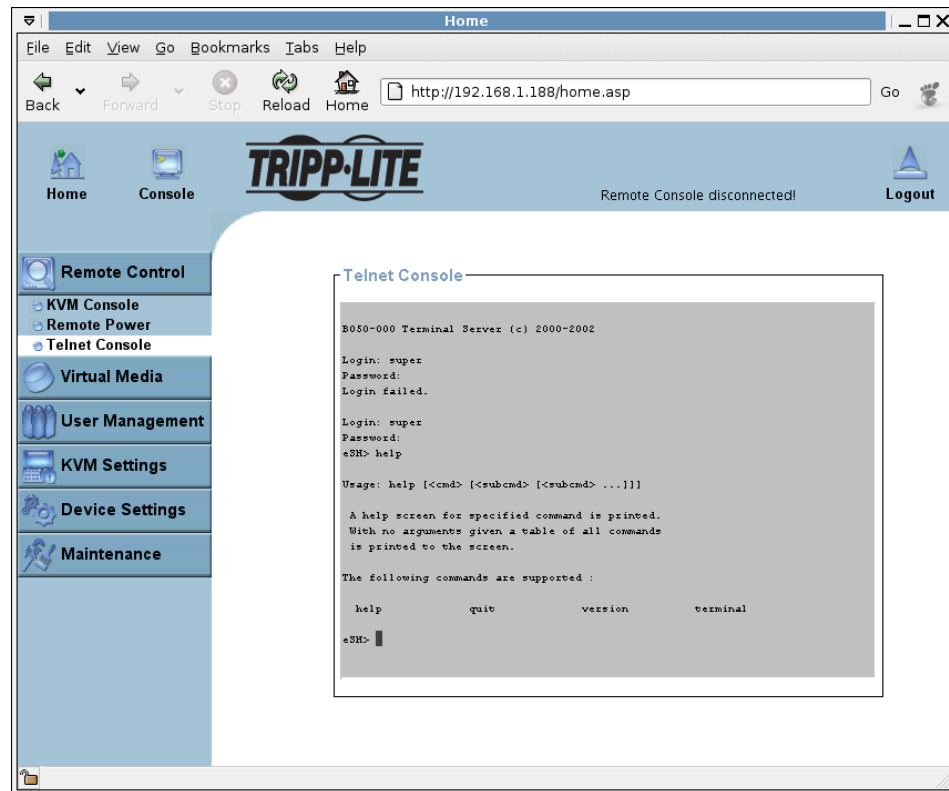 Home
File Edit View Go Bookmarks Tabs Help
Back Forward Stop Reload Home http://192.168.1.188/home.asp Go
Home Console TRIPP·LITE Remote Console disconnected! Logout
Remote Control
KVM Console
Remote Power
Telnet Console
Virtual Media
User Management
KVM Settings
Device Settings
Maintenance
Telnet Console
B050-000 Terminal Server (c) 2000-2002
Login: super
Password:
Login failed.
Login: super
Password:
eSH> help
Usage: help [<cmd> [<subcmd> [<subcmd> ...]]]
A help screen for specified command is printed.
With no arguments given a table of all commands
is printed to the screen.
The following commands are supported :
help quit version terminal
eSH>